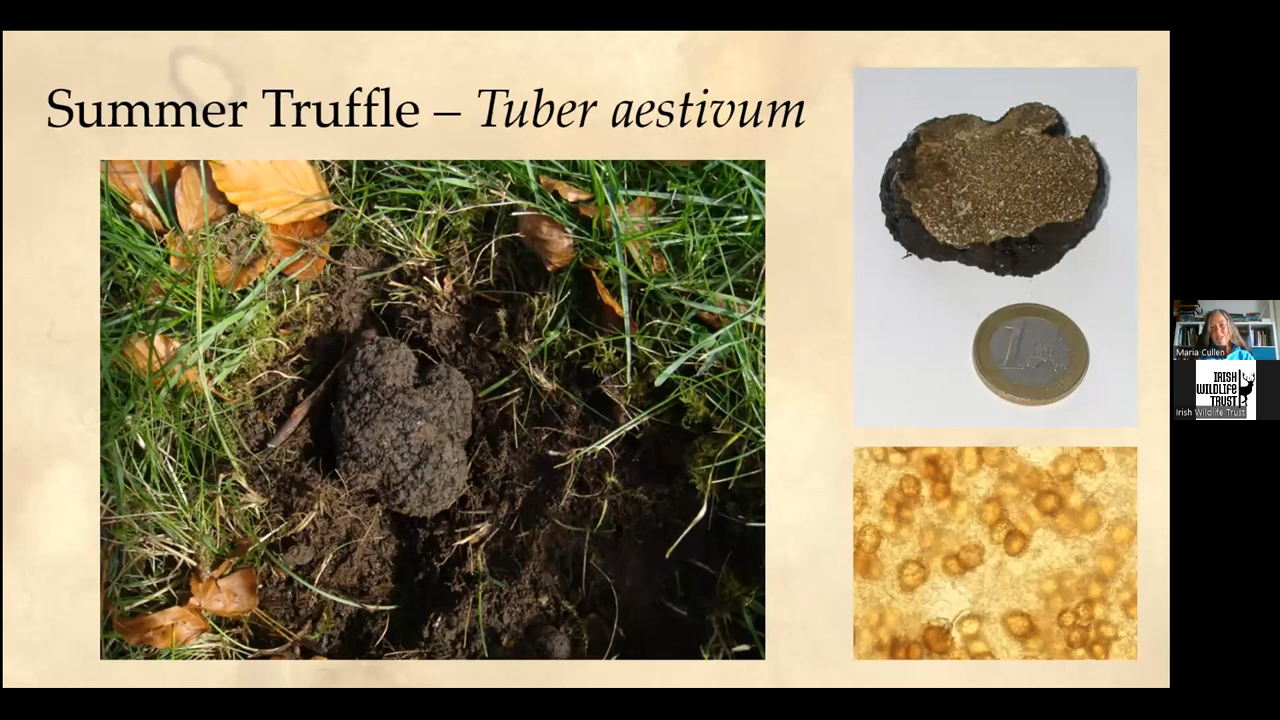 Summer Truffle – Tuber aestivum
1
Maria Cullen
IRISH
WILDLIFE
TRUST
Irish Wildlife Trust